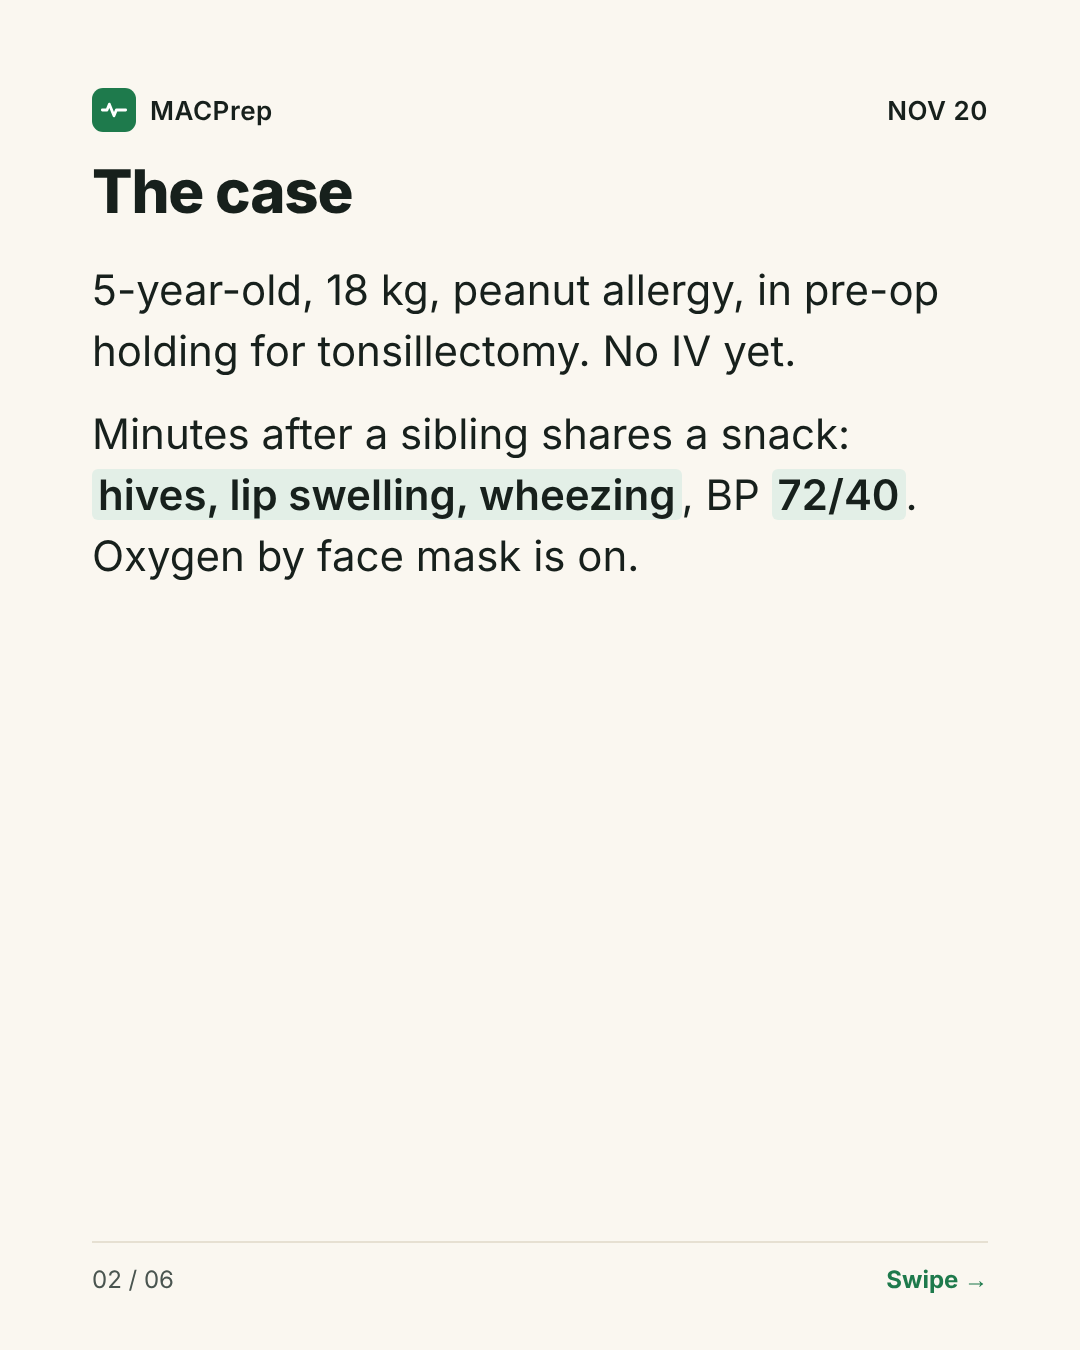 MACPrep
NOV 20
The case
5-year-old, 18 kg, peanut allergy, in pre-op
holding for tonsillectomy. No IV yet.
Minutes after a sibling shares a snack:
hives, lip swelling, wheezing, BP 72/40.
Oxygen by face mask is on.
02 / 06
Swipe →